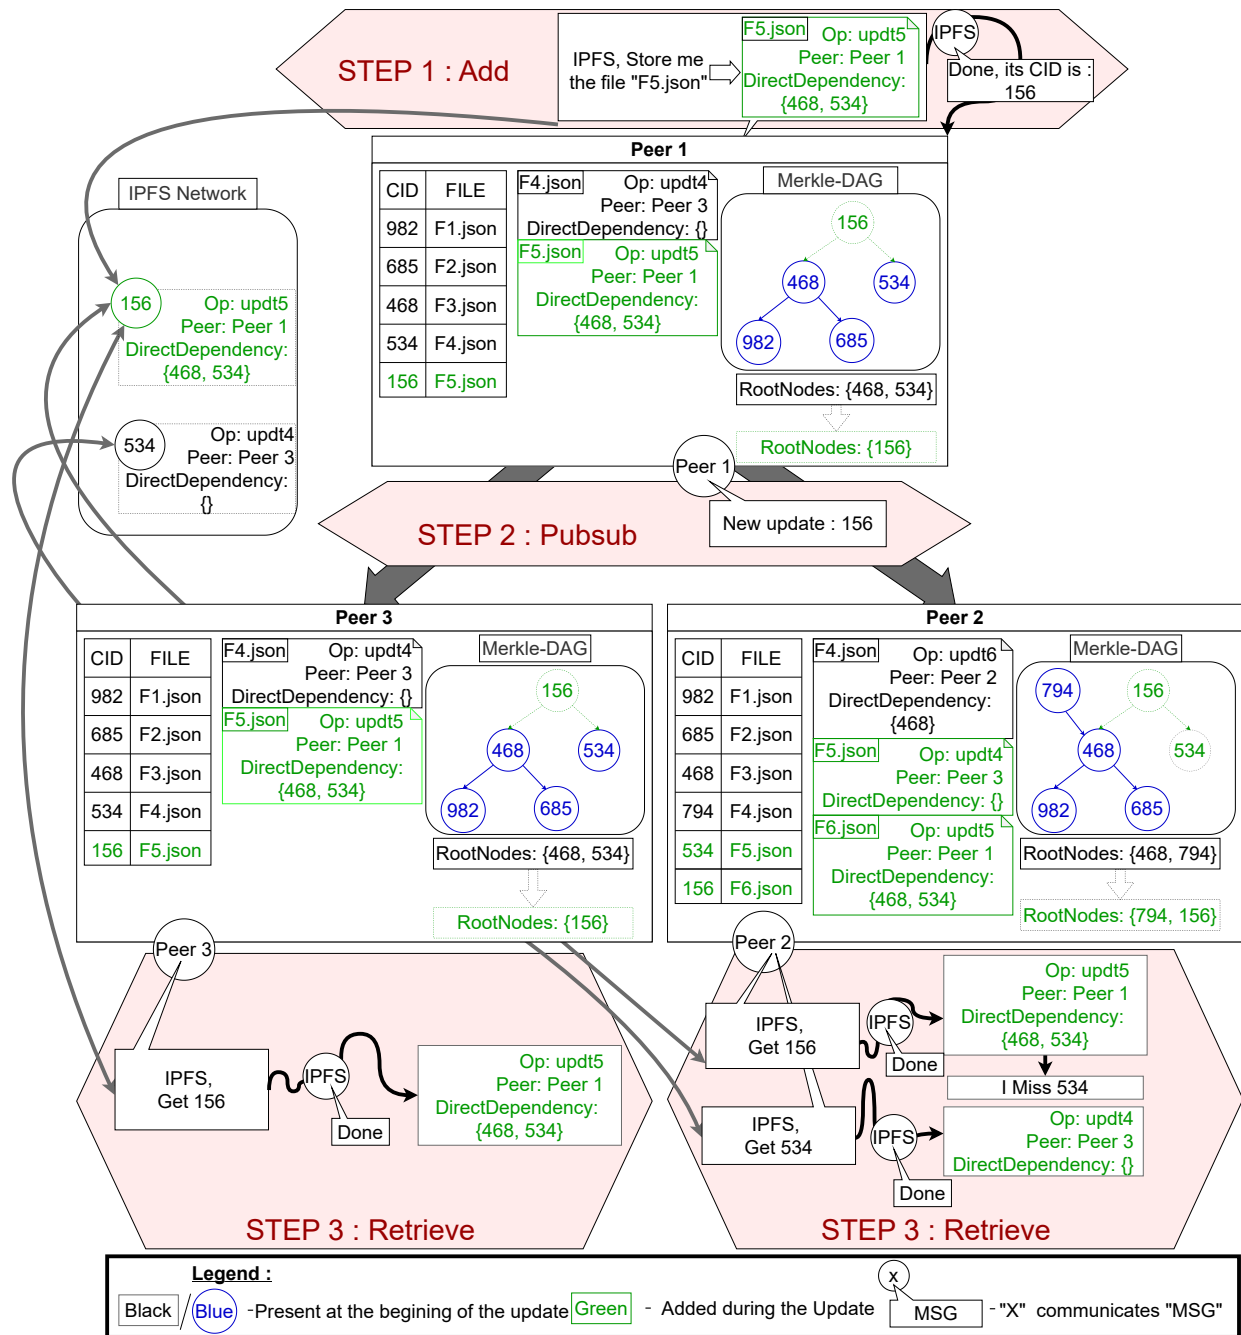 STEP 1 : Add
IPFS, Store me
the file "F5.json"
F5.json
Op: updt5
Peer: Peer 1
DirectDependency:
{468, 534}
IPFS
Done, its CID is :
156
Peer 1
CID FILE
982 F1.json
685 F2.json
468 F3.json
534 F4.json
156 F5.json
F4.json
Op: updt4
Peer: Peer 3
DirectDependency: {}
F5.json
Op: updt5
Peer: Peer 1
DirectDependency:
{468, 534}
Merkle-DAG
156
468
534
982
685
RootNodes: {468, 534}
RootNodes: {156}
IPFS Network
156
Op: updt5
Peer: Peer 1
DirectDependency:
{468, 534}
534
Op: updt4
Peer: Peer 3
DirectDependency:
{}
Peer 1
New update : 156
STEP 2 : Pubsub
Peer 3
CID FILE
982 F1.json
685 F2.json
468 F3.json
534 F4.json
156 F5.json
F4.json
Op: updt4
Peer: Peer 3
DirectDependency: {}
F5.json
Op: updt5
Peer: Peer 1
DirectDependency:
{468, 534}
Merkle-DAG
156
468
534
982
685
RootNodes: {468, 534}
RootNodes: {156}
Peer 2
CID FILE
982 F1.json
685 F2.json
468 F3.json
794 F4.json
534 F5.json
156 F6.json
F4.json
Op: updt6
Peer: Peer 2
DirectDependency:
{468}
F5.json
Op: updt4
Peer: Peer 3
DirectDependency: {}
F6.json
Op: updt5
Peer: Peer 1
DirectDependency:
{468, 534}
Merkle-DAG
794
156
468
534
982
685
RootNodes: {468, 794}
RootNodes: {794, 156}
Peer 3
IPFS,
Get 156
IPFS
Done
Op: updt5
Peer: Peer 1
DirectDependency:
{468, 534}
STEP 3 : Retrieve
Peer 2
IPFS,
Get 156
IPFS
Done
Op: updt5
Peer: Peer 1
DirectDependency:
{468, 534}
I Miss 534
IPFS,
Get 534
IPFS
Done
Op: updt4
Peer: Peer 3
DirectDependency: {}
STEP 3 : Retrieve
Legend :
Black / Blue -Present at the begining of the update
Green - Added during the Update
x
MSG
-"X" communicates "MSG"